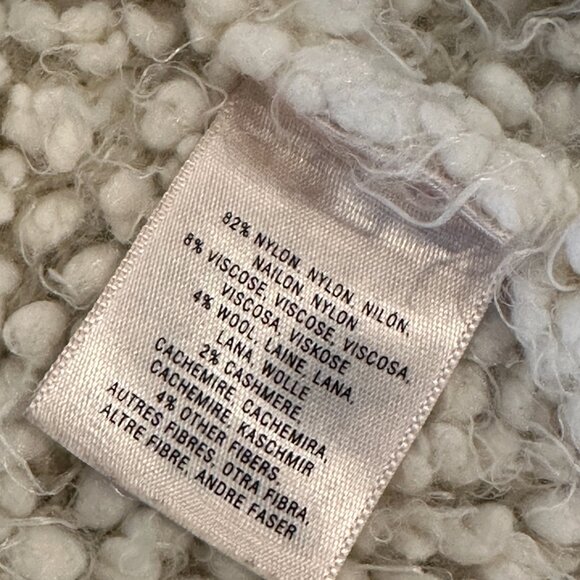 82% NYLON, NYLON, NILÓN,
NAILON, NYLON
8% VISCOSE, VISCOSE, VISCOSA,
VISCOSA, VISKOSE
4% WOOL, LAINE, LANA,
LANA, WOLLE
2% CASHMERE,
CACHEMIRE, CACHEMIRA,
CACHEMIRE, KASCHMIR
4% OTHER FIBERS,
AUTRES FIBRES, OTRA FIBRA,
ALTRE FIBRE, ANDRE FASER